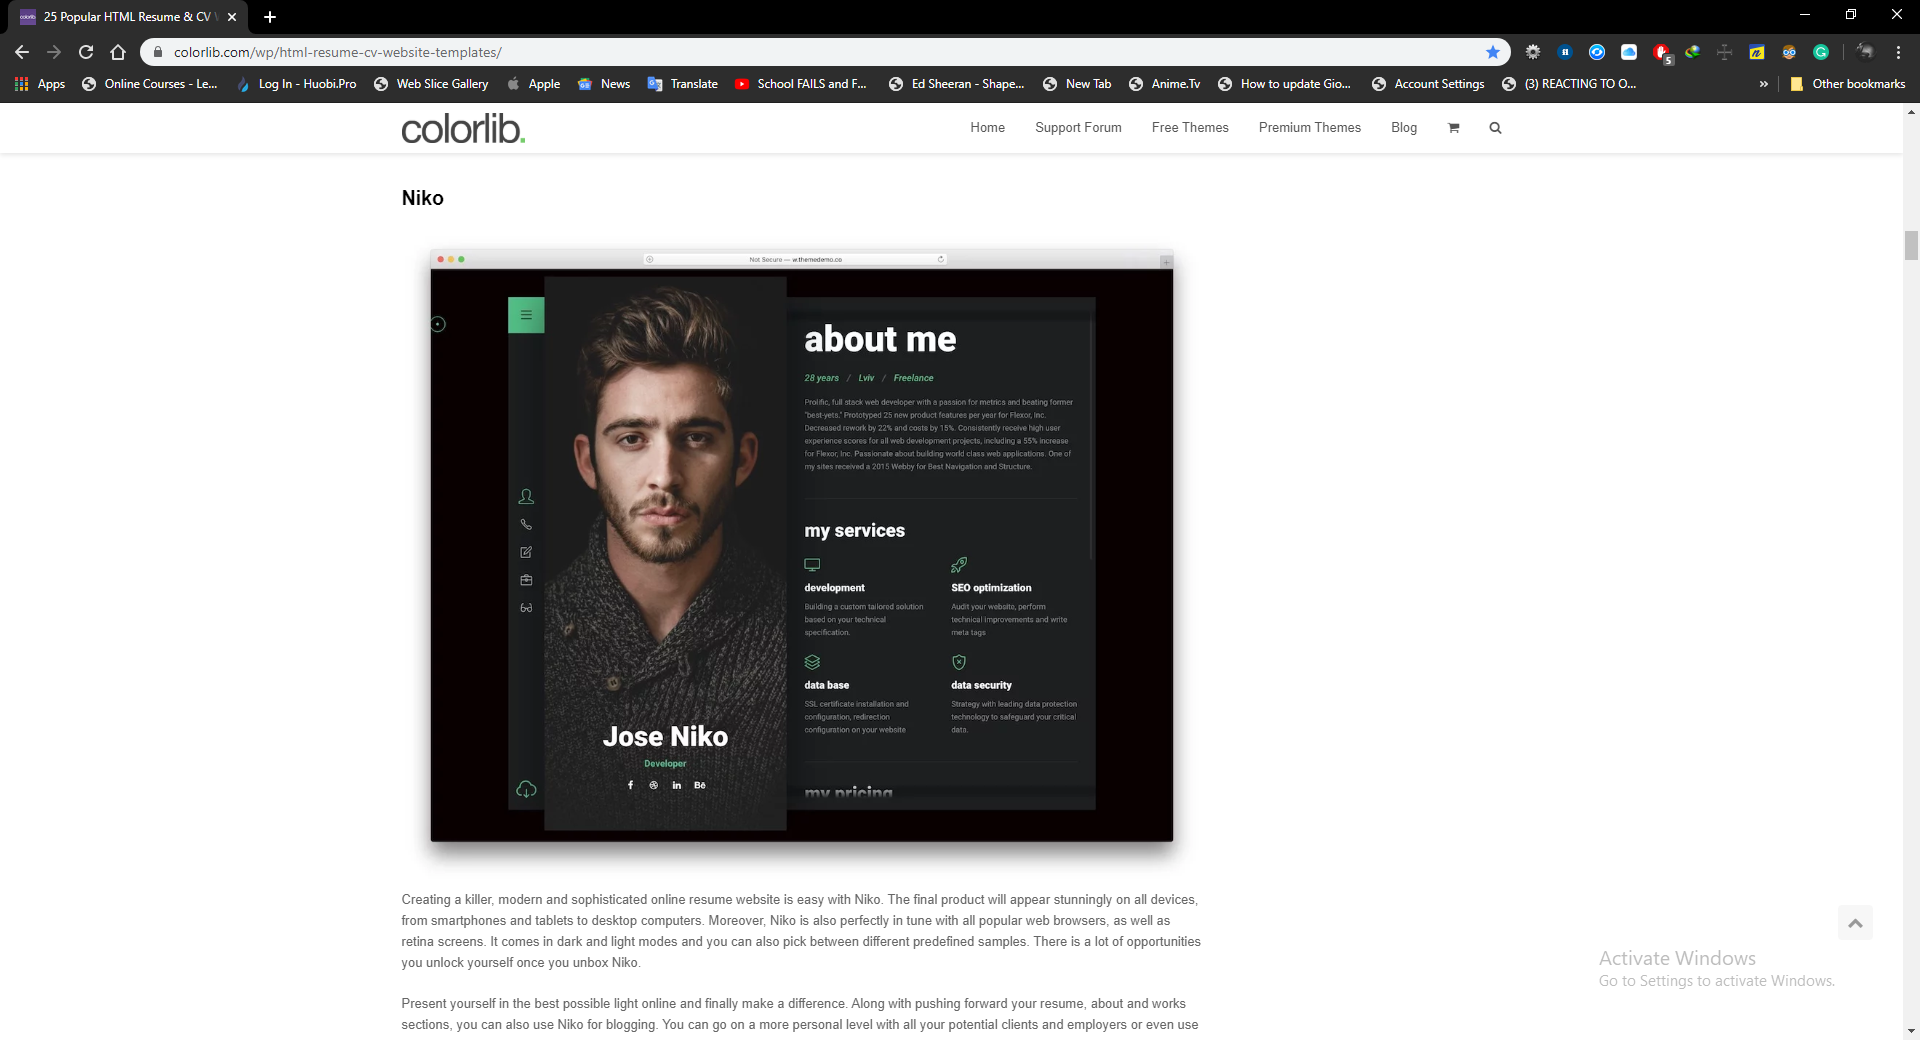 25 Popular HTML Resume & CV
colorlib.com/wp/html-resume-cv-website-templates/
5
Apps
Online Courses - Le...
Log In - Huobi.Pro
Web Slice Gallery
Apple
News
Translate
School FAILS and F...
Ed Sheeran - Shape...
New Tab
Anime.Tv
How to update Gio...
Account Settings
(3) REACTING TO O...
»
Other bookmarks
colorlib.
Home
Support Forum
Free Themes
Premium Themes
Blog
Niko
Not Secure — w.themedemo.co
about me
28 years / Lviv / Freelance
Prolific, full stack web developer with a passion for metrics and beating former
"best-yets." Prototyped 25 new product features per year for Flexor, Inc.
Decreased rework by 22% and costs by 15%. Consistently receive high user
experience scores for all web development projects, including a 55% increase
for Flexor, Inc. Passionate about building world class web applications. One of
my sites received a 2015 Webby for Best Navigation and Structure.
my services
development
Building a custom tailored solution
based on your technical
specification.
SEO optimization
Audit your website, perform
technical improvements and write
meta tags
data base
SSL certificate installation and
configuration, redirection
configuration on your website
data security
Strategy with leading data protection
technology to safeguard your critical
data.
my pricing
Jose Niko
Developer
Creating a killer, modern and sophisticated online resume website is easy with Niko. The final product will appear stunningly on all devices,
from smartphones and tablets to desktop computers. Moreover, Niko is also perfectly in tune with all popular web browsers, as well as
retina screens. It comes in dark and light modes and you can also pick between different predefined samples. There is a lot of opportunities
you unlock yourself once you unbox Niko.
Present yourself in the best possible light online and finally make a difference. Along with pushing forward your resume, about and works
sections, you can also use Niko for blogging. You can go on a more personal level with all your potential clients and employers or even use
Activate Windows
Go to Settings to activate Windows.